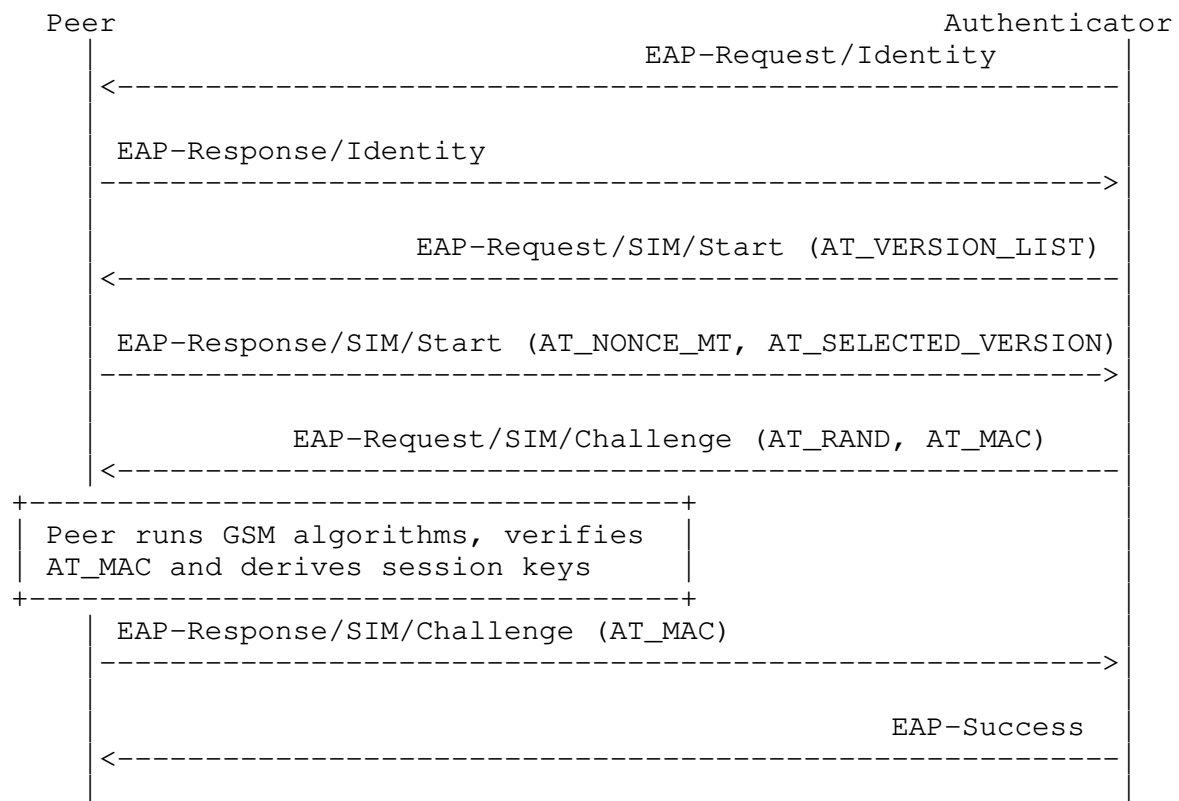 Peer Authenticator
EAP-Request/Identity
EAP-Response/Identity
EAP-Request/SIM/Start (AT_VERSION_LIST)
EAP-Response/SIM/Start (AT_NONCE_MT, AT_SELECTED_VERSION)
EAP-Request/SIM/Challenge (AT_RAND, AT_MAC)
Peer runs GSM algorithms, verifies
AT_MAC and derives session keys
EAP-Response/SIM/Challenge (AT_MAC)
EAP-Success